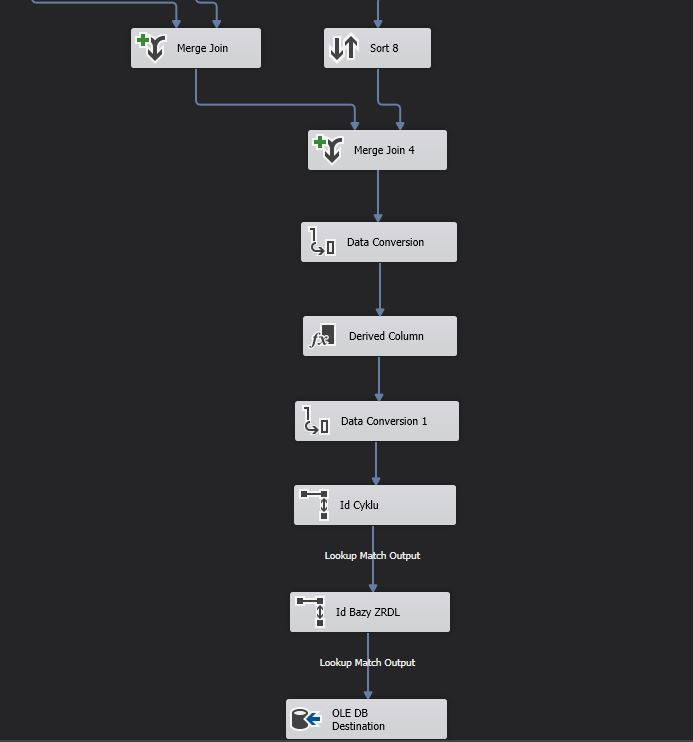 Merge Join
Sort 8
Merge Join 4
Data Conversion
fx
Derived Column
Data Conversion 1
Id Cyklu
Lookup Match Output
Id Bazy ZRDL
Lookup Match Output
OLE DB
Destination